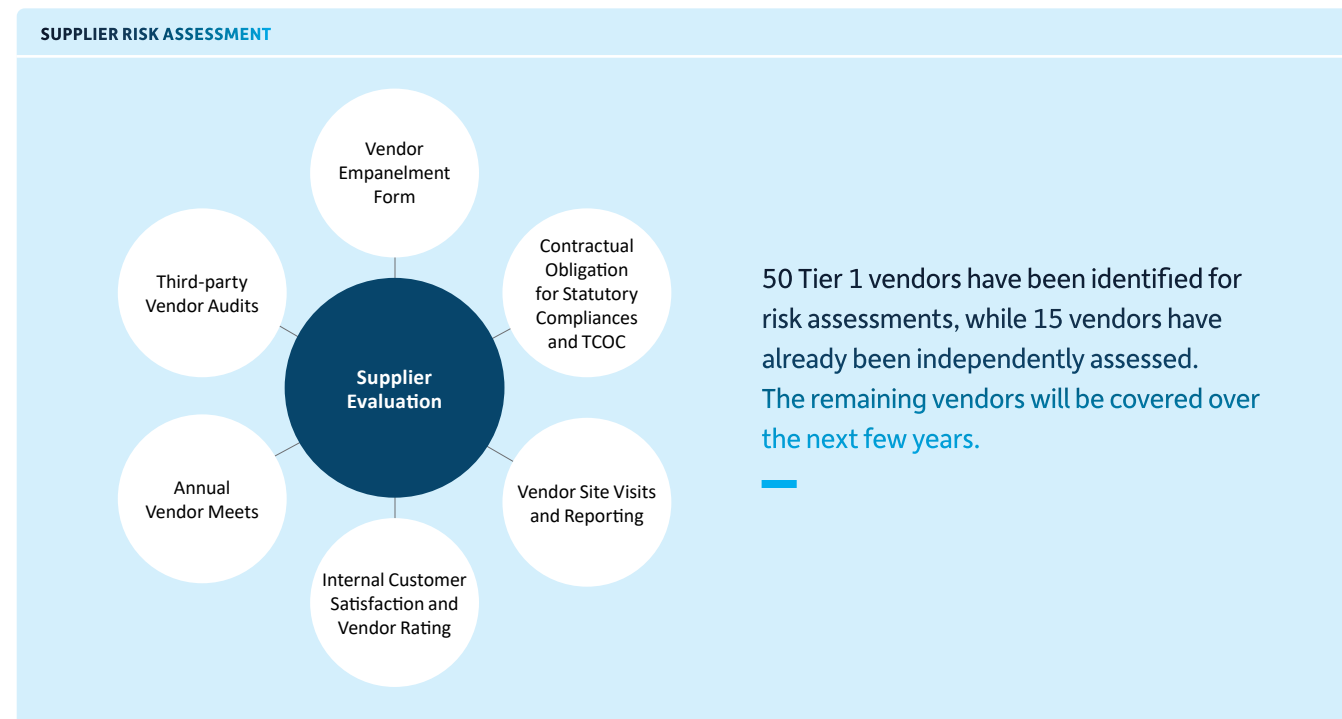 SUPPLIER RISK ASSESSMENT
Vendor
Empanelment
Form
Contractual
Obligation
for Statutory
Compliances
and TCOC
Vendor Site Visits
and Reporting
Internal Customer
Satisfaction and
Vendor Rating
Annual
Vendor Meets
Third-party
Vendor Audits
Supplier
Evaluation
50 Tier 1 vendors have been identified for
risk assessments, while 15 vendors have
already been independently assessed.
The remaining vendors will be covered over
the next few years.